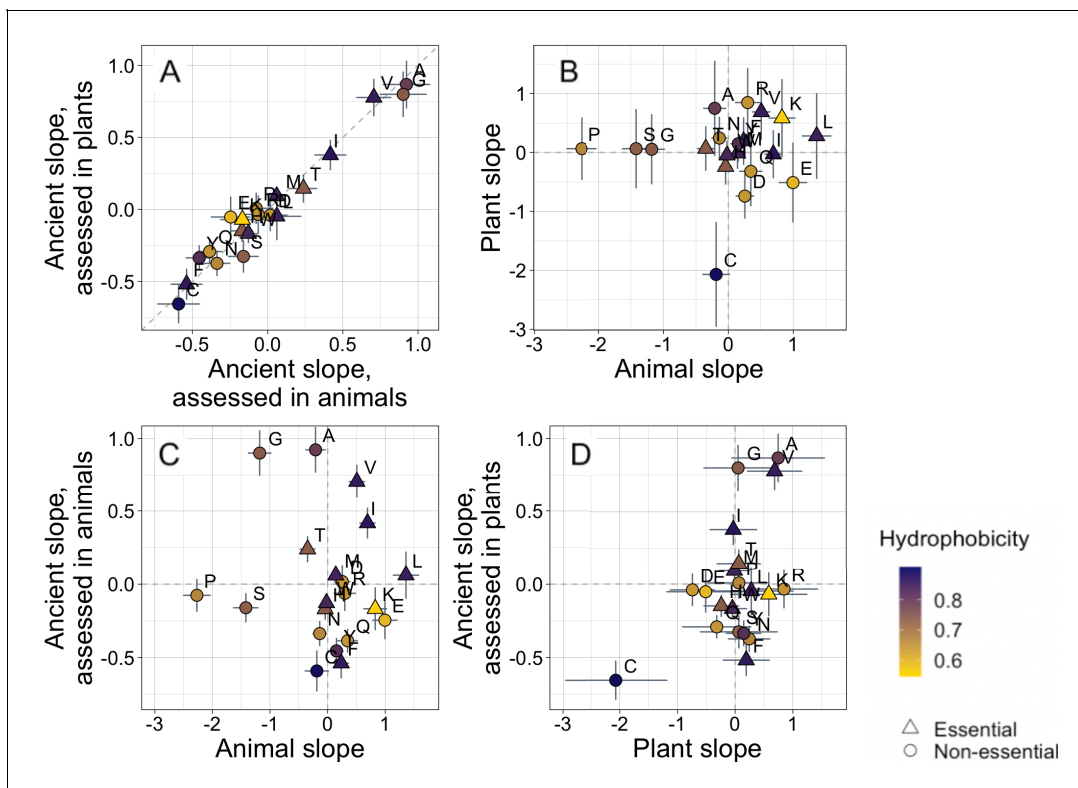 A
Ancient slope,
assessed in plants
1.0
0.5
0.0
-0.5
A
G
V
I
T
M
E
K
R
D
L
W
S
Q
Y
N
F
C
-0.5
0.0
0.5
1.0
Ancient slope,
assessed in animals
B
Plant slope
1
0
-1
-2
-3
P
S
G
T
A
N
R
V
K
L
Y
F
M
I
Q
E
D
C
-3
-2
-1
0
1
Animal slope
C
Ancient slope,
assessed in animals
1.0
0.5
0.0
-0.5
G
A
V
I
T
M
D
R
L
P
S
W
H
K
E
N
Q
Y
F
C
-3
-2
-1
0
1
Animal slope
D
Ancient slope,
assessed in plants
1.0
0.5
0.0
-0.5
A
V
G
I
T
M
P
D
E
L
K
R
H
W
Q
S
Y
N
F
C
-3
-2
-1
0
1
Plant slope
Hydrophobicity
0.8
0.7
0.6
Essential
Non-essential